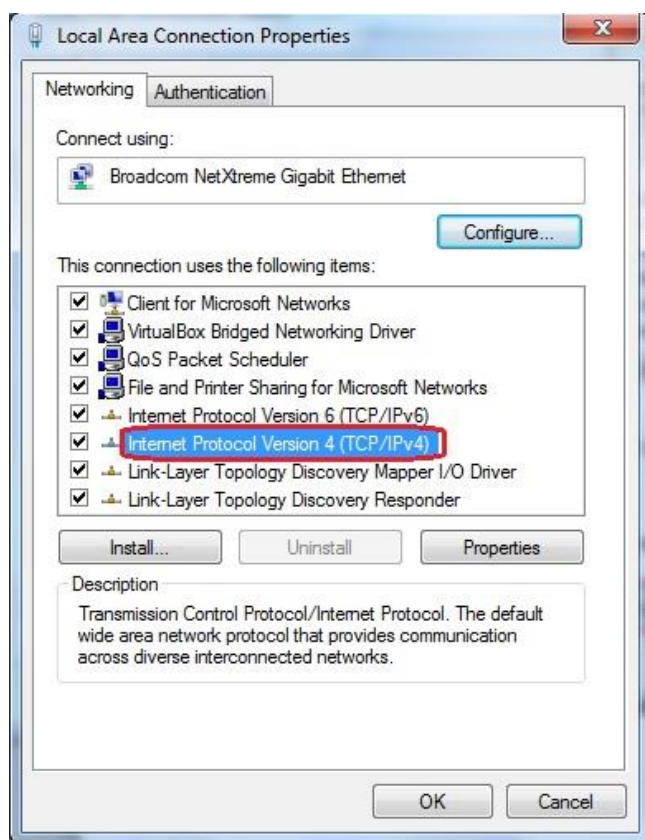 Local Area Connection Properties
Networking
Authentication
Connect using:
Broadcom NetXtreme Gigabit Ethernet
Configure...
This connection uses the following items:
Client for Microsoft Networks
VirtualBox Bridged Networking Driver
QoS Packet Scheduler
File and Printer Sharing for Microsoft Networks
Internet Protocol Version 6 (TCP/IPv6)
Internet Protocol Version 4 (TCP/IPv4)
Link-Layer Topology Discovery Mapper I/O Driver
Link-Layer Topology Discovery Responder
Install...
Uninstall
Properties
Description
Transmission Control Protocol/Internet Protocol. The default
wide area network protocol that provides communication
across diverse interconnected networks.
OK
Cancel